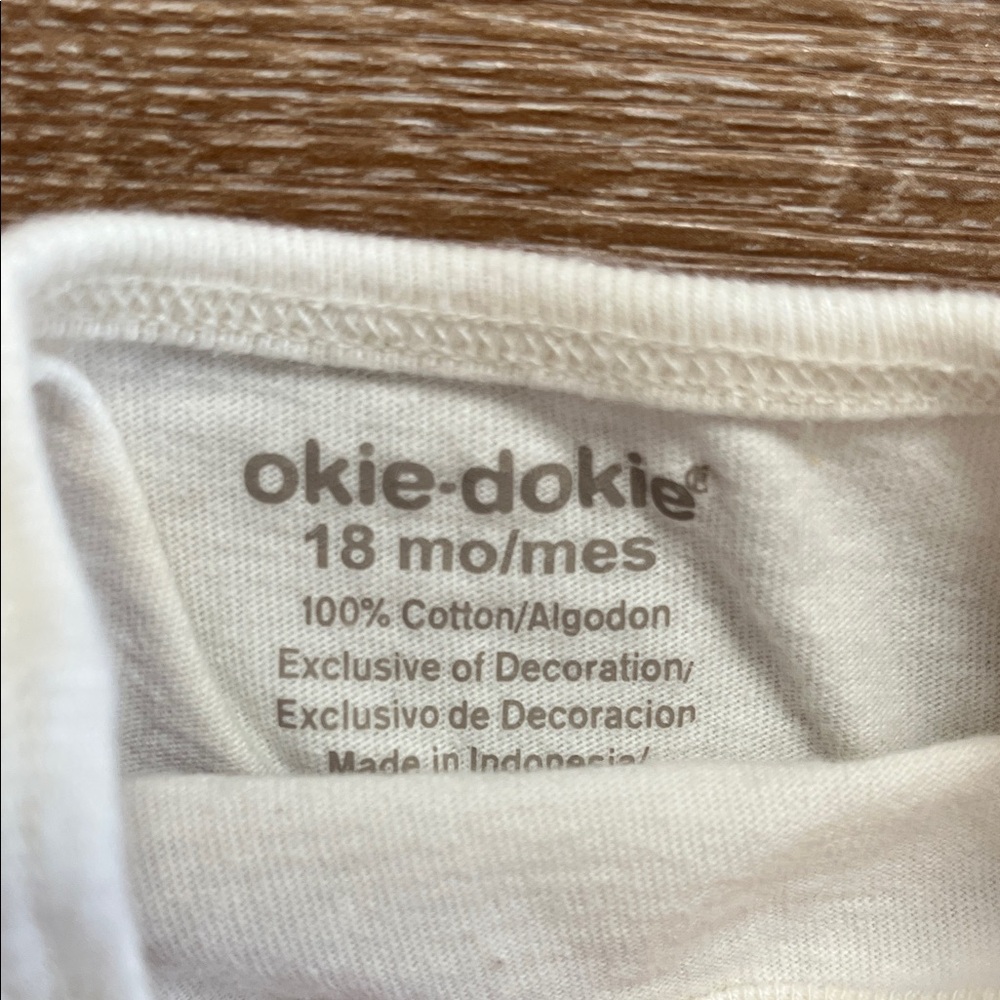 okie-dokie®
18 mo/mes
100% Cotton/Algodon
Exclusive of Decoration/
Exclusivo de Decoracion
Made in Indonesia/